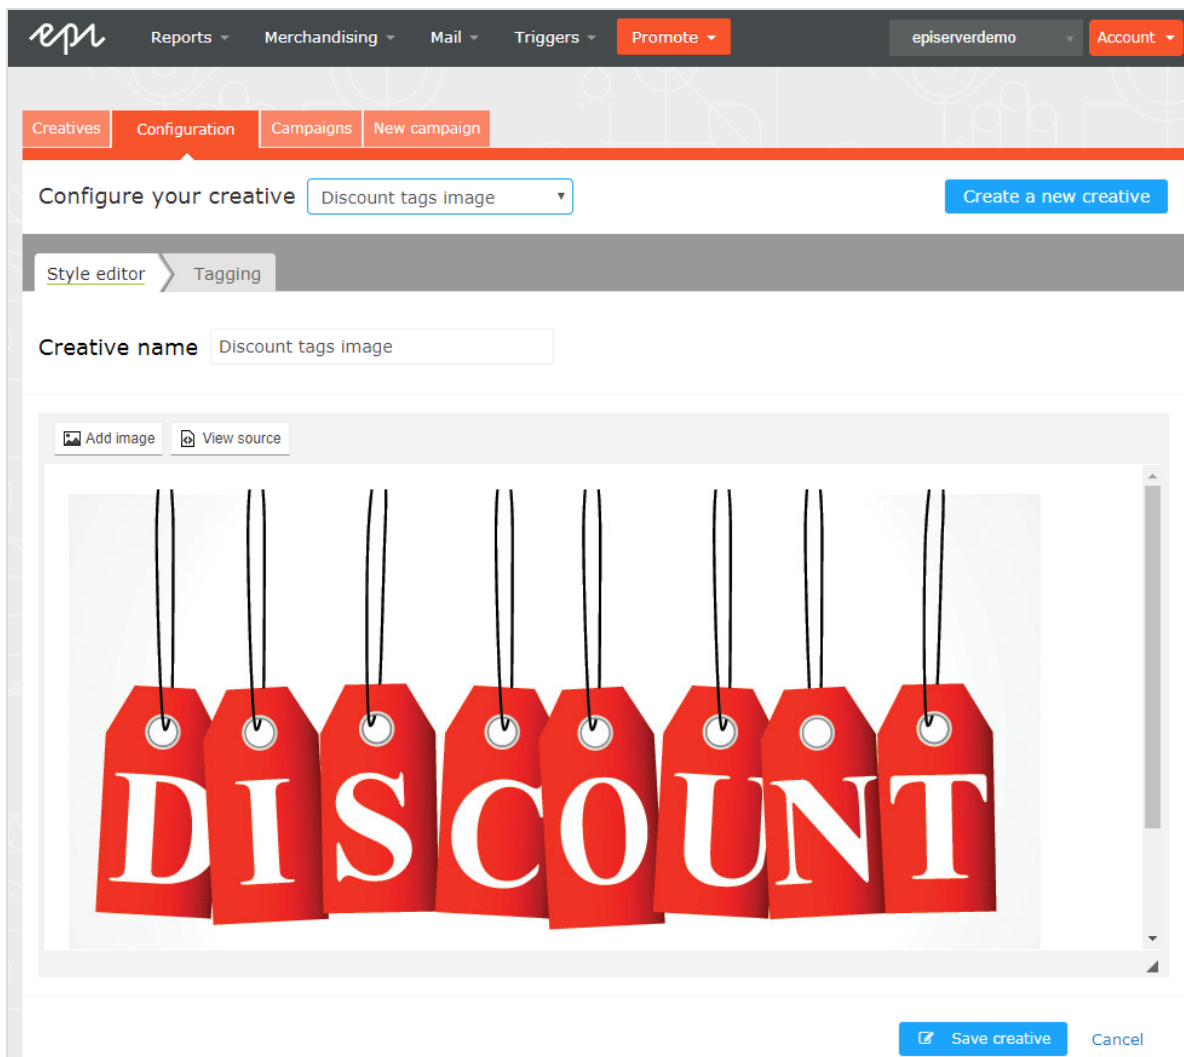 epi Reports Merchandising Mail Triggers Promote episerverdemo Account
Creatives Configuration Campaigns New campaign
Configure your creative Discount tags image Create a new creative
Style editor Tagging
Creative name Discount tags image
Add image View source
DISCOUNT
Save creative Cancel